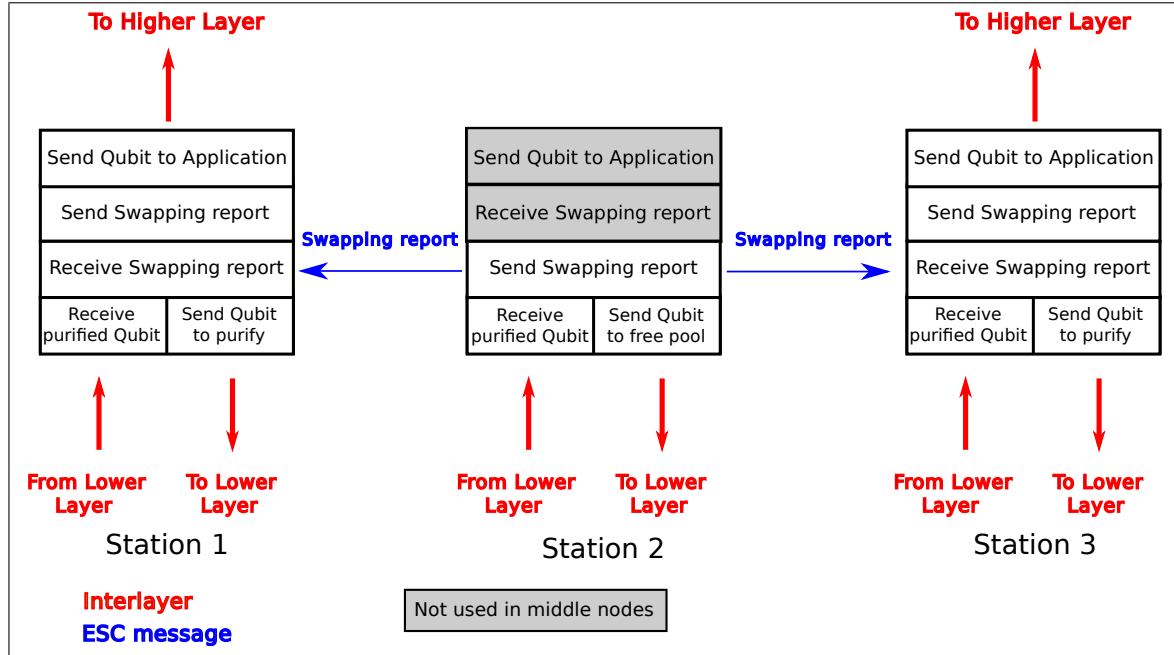 To Higher Layer
To Higher Layer
Send Qubit to Application
Send Swapping report
Receive Swapping report
Receive
purified Qubit
Send Qubit
to purify
Swapping report
Send Qubit to Application
Receive Swapping report
Send Swapping report
Receive
purified Qubit
Send Qubit
to free pool
Swapping report
Send Qubit to Application
Send Swapping report
Receive Swapping report
Receive
purified Qubit
Send Qubit
to purify
From Lower
Layer
To Lower
Layer
From Lower
Layer
To Lower
Layer
From Lower
Layer
To Lower
Layer
Station 1
Station 2
Station 3
Interlayer
ESC message
Not used in middle nodes